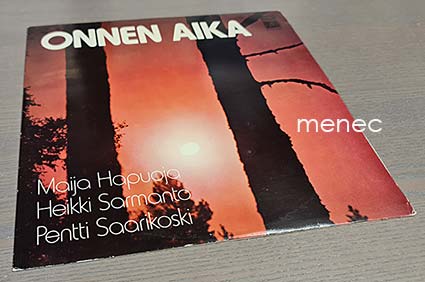 ONNEN AIKA
menec
Maija Hapuoja
Heikki Sarmanto
Pentti Saarikoski